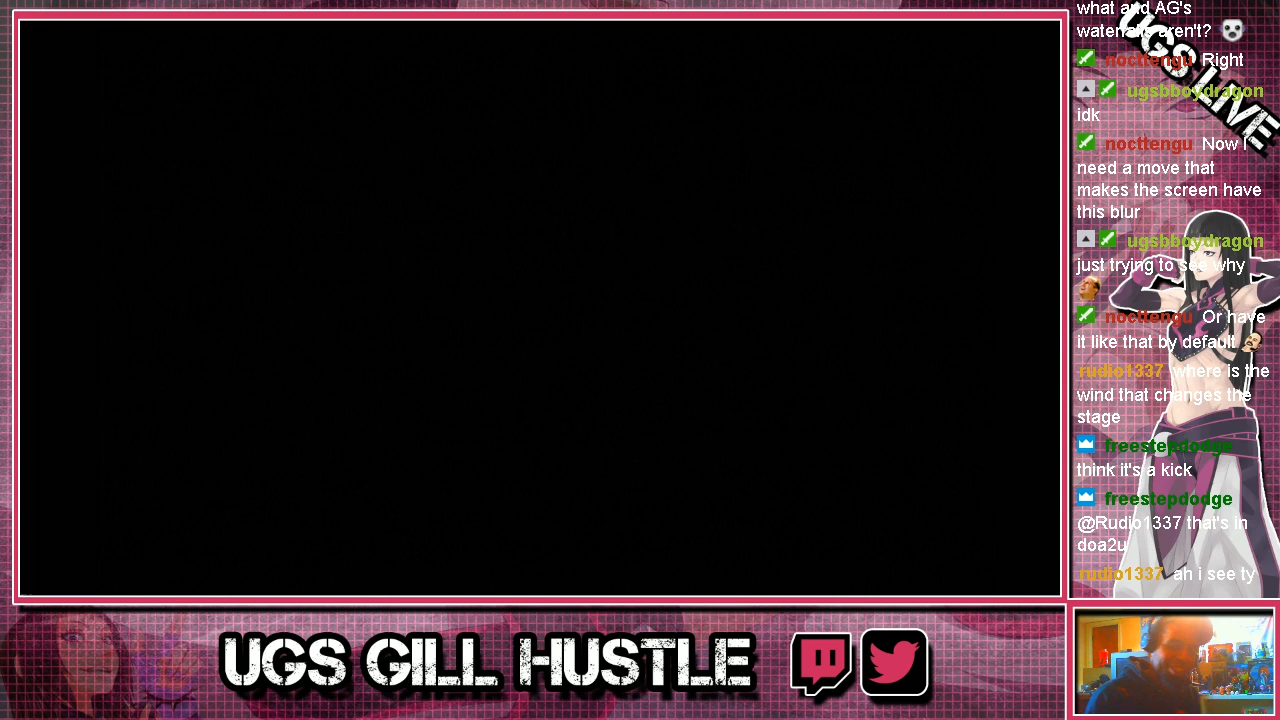 what and AG's
waterfalls aren't?
nocttengu Right
ugsbboydragon
idk
nocttengu Now I
need a move that
makes the screen have
this blur
ugsbboydragon
just trying to see why
nocttengu Or have
it like that by default
rudio1337 where is the
wind that changes the
stage
freestepdodge
think it's a kick
freestepdodge
@Rudio1337 that's in
doa2u
rudio1337 ah i see ty
UGS LIVE
UGS GILL HUSTLE